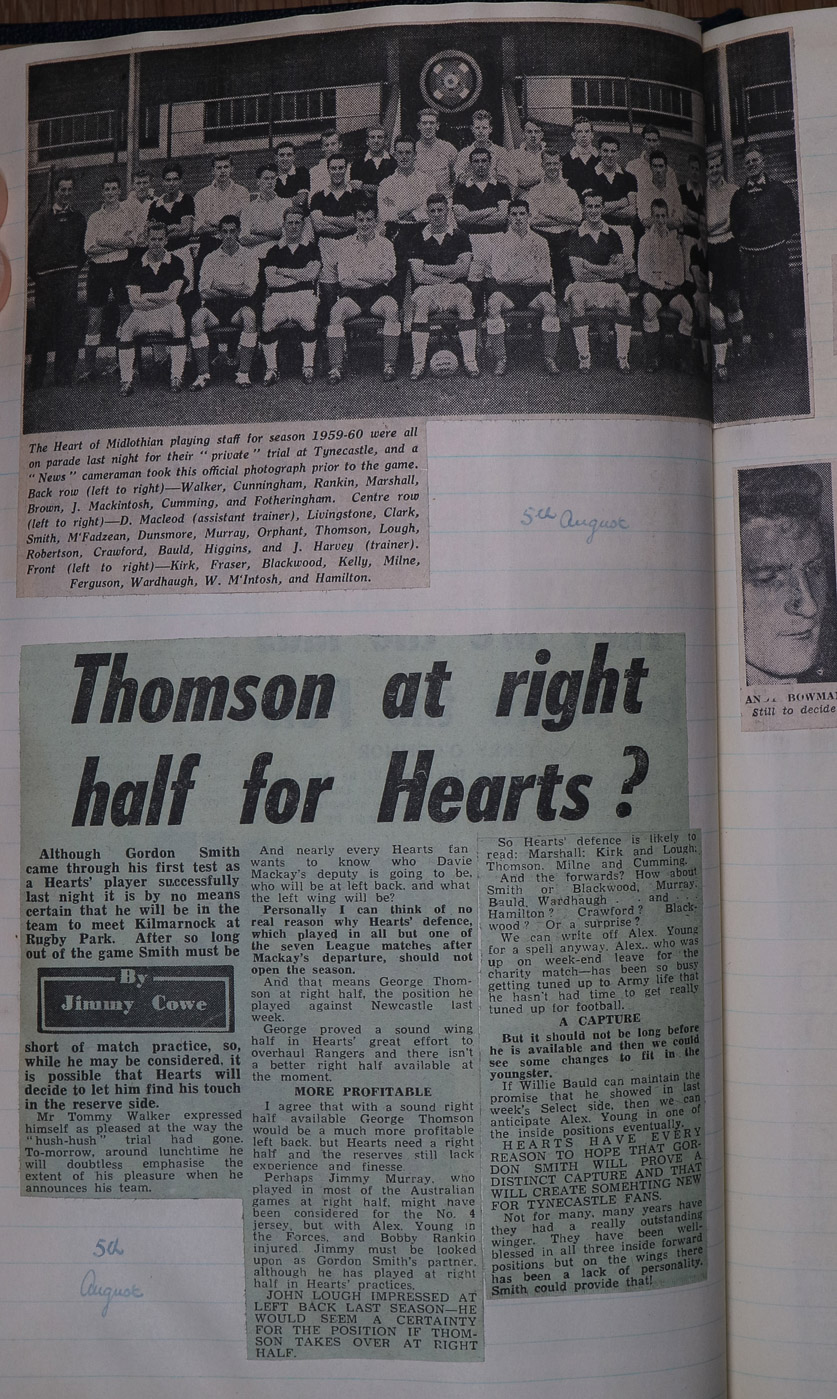 The Heart of Midlothian playing staff for season 1959-60 were all
on parade last night for their “ private ” trial at Tynecastle, and a
“ News ” cameraman took this official photograph prior to the game.
Back row (left to right)—Walker, Cunningham, Rankin, Marshall,
Brown, J. Mackintosh, Cumming, and Fotheringham. Centre row
(left to right)—D. Macleod (assistant trainer), Livingstone, Clark,
Smith, M‘Fadzean, Dunsmore, Murray, Orphant, Thomson, Lough,
Robertson, Crawford, Bauld, Higgins, and J. Harvey (trainer).
Front (left to right)—Kirk, Fraser, Blackwood, Kelly, Milne,
Ferguson, Wardhaugh, W. M‘Intosh, and Hamilton.
5th August
Thomson at right
half for Hearts ?
Although Gordon Smith
came through his first test as
a Hearts' player successfully
last night it is by no means
certain that he will be in the
team to meet Kilmarnock at
Rugby Park. After so long
out of the game Smith must be
By
Jimmy Cowe
short of match practice, so,
while he may be considered, it
is possible that Hearts will
decide to let him find his touch
in the reserve side.
Mr Tommy Walker expressed
himself as pleased at the way the
“hush-hush” trial had gone.
To-morrow, around lunchtime he
will doubtless emphasise the
extent of his pleasure when he
announces his team.
5th
August
And nearly every Hearts fan
wants to know who Davie
Mackay's deputy is going to be,
who will be at left back, and what
the left wing will be?
Personally I can think of no
real reason why Hearts' defence,
which played in all but one of
the seven League matches after
Mackay's departure, should not
open the season.
And that means George Thom-
son at right half, the position he
played against Newcastle last
week.
George proved a sound wing
half in Hearts' great effort to
overhaul Rangers and there isn't
a better right half available at
the moment.
MORE PROFITABLE
I agree that with a sound right
half available George Thomson
would be a much more profitable
left back, but Hearts need a right
half and the reserves still lack
experience and finesse.
Perhaps Jimmy Murray, who
played in most of the Australian
games at right half, might have
been considered for the No. 4
jersey, but with Alex. Young in
the Forces, and Bobby Rankin
injured. Jimmy must be looked
upon as Gordon Smith's partner,
although he has played at right
half in Hearts' practices.
JOHN LOUGH IMPRESSED AT
LEFT BACK LAST SEASON—HE
WOULD SEEM A CERTAINTY
FOR THE POSITION IF THOM-
SON TAKES OVER AT RIGHT
HALF.
So Hearts' defence is likely to
read: Marshall; Kirk and Lough;
Thomson, Milne and Cumming.
And the forwards? How about
Smith or Blackwood, Murray,
Bauld, Wardhaugh . . and . .
Hamilton? Crawford? Black-
wood? Or a surprise?
We can write off Alex. Young
for a spell anyway. Alex., who was
up on week-end leave for the
charity match—has been so busy
getting tuned up to Army life that
he hasn't had time to get really
tuned up for football.
A CAPTURE
But it should not be long before
he is available and then we could
see some changes to fit in the
youngster.
If Willie Bauld can maintain the
promise that he showed in last
week's Select side, then we can
anticipate Alex. Young in one of
the inside positions eventually.
HEARTS HAVE EVERY
REASON TO HOPE THAT GOR-
DON SMITH WILL PROVE A
DISTINCT CAPTURE AND THAT
WILL CREATE SOMEHTING NEW
FOR TYNECASTLE FANS.
Not for many, many years have
they had a really outstanding
winger. They have been well-
blessed in all three inside forward
positions but on the wings there
has been a lack of personality.
Smith could provide that!
BOWMA
Still to decide